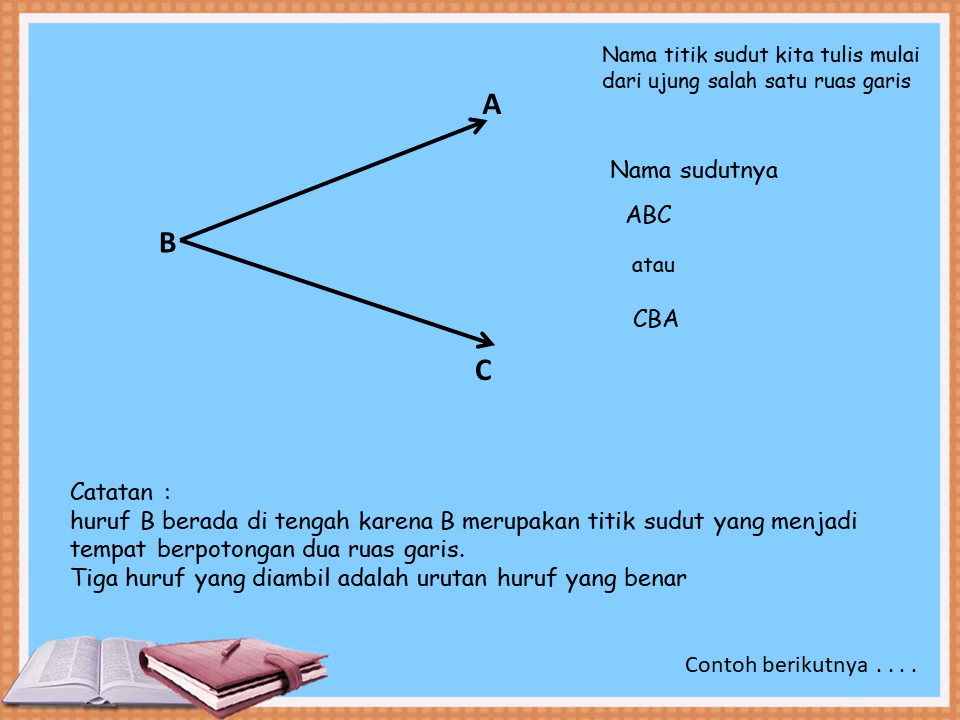 Nama titik sudut kita tulis mulai
dari ujung salah satu ruas garis
A
Nama sudutnya
ABC
B
atau
CBA
C
Catatan :
huruf B berada di tengah karena B merupakan titik sudut yang menjadi
tempat berpotongan dua ruas garis.
Tiga huruf yang diambil adalah urutan huruf yang benar
Contoh berikutnya . . . .